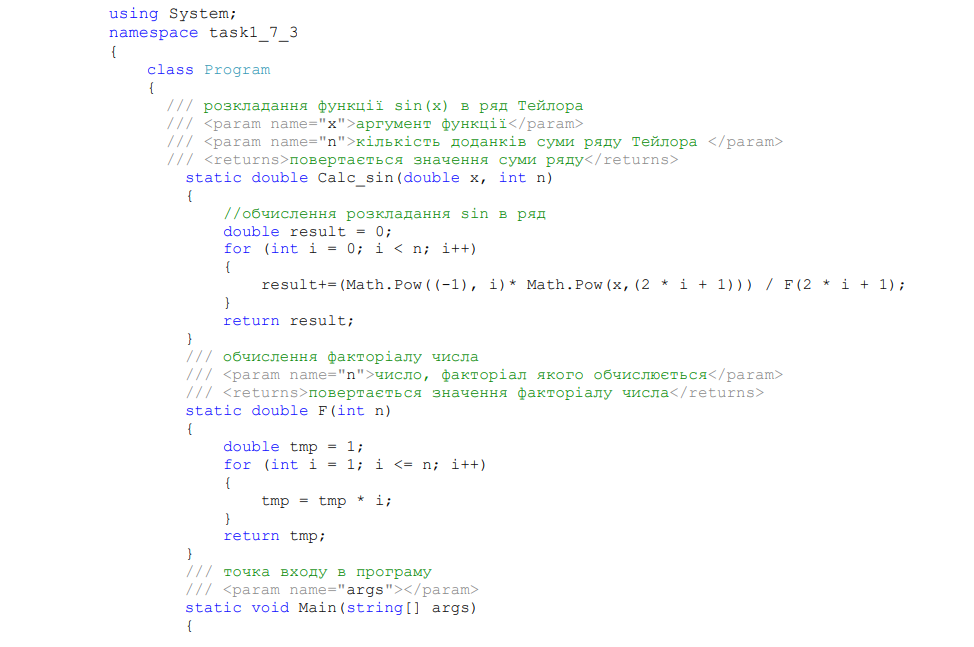 using System;
namespace task1_7_3
{
class Program
{
/// розкладання функції sin(x) в ряд Тейлора
/// <param name="x">аргумент функції</param>
/// <param name="n">кількість доданків суми ряду Тейлора </param>
/// <returns>повертається значення суми ряду</returns>
static double Calc_sin(double x, int n)
{
//обчислення розкладання sin в ряд
double result = 0;
for (int i = 0; i < n; i++)
{
result+=(Math.Pow((-1), i)* Math.Pow(x,(2 * i + 1))) / F(2 * i + 1);
}
return result;
}
/// обчислення факторіалу числа
/// <param name="n">число, факторіал якого обчислюється</param>
/// <returns>повертається значення факторіалу числа</returns>
static double F(int n)
{
double tmp = 1;
for (int i = 1; i <= n; i++)
{
tmp = tmp * i;
}
return tmp;
}
/// точка входу в програму
/// <param name="args"></param>
static void Main(string[] args)
{